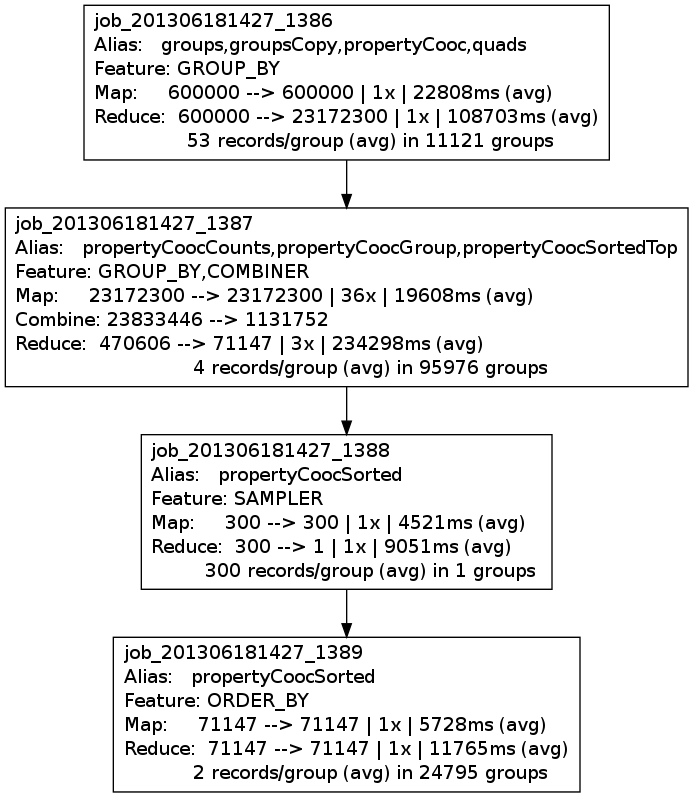 job_201306181427_1386
Alias: groups,groupsCopy,propertyCooc,quads
Feature: GROUP_BY
Map: 600000 --> 600000 | 1x | 22808ms (avg)
Reduce: 600000 --> 23172300 | 1x | 108703ms (avg)
53 records/group (avg) in 11121 groups
job_201306181427_1387
Alias: propertyCoocCounts,propertyCoocGroup,propertyCoocSortedTop
Feature: GROUP_BY,COMBINER
Map: 23172300 --> 23172300 | 36x | 19608ms (avg)
Combine: 23833446 --> 1131752
Reduce: 470606 --> 71147 | 3x | 234298ms (avg)
4 records/group (avg) in 95976 groups
job_201306181427_1388
Alias: propertyCoocSorted
Feature: SAMPLER
Map: 300 --> 300 | 1x | 4521ms (avg)
Reduce: 300 --> 1 | 1x | 9051ms (avg)
300 records/group (avg) in 1 groups
job_201306181427_1389
Alias: propertyCoocSorted
Feature: ORDER_BY
Map: 71147 --> 71147 | 1x | 5728ms (avg)
Reduce: 71147 --> 71147 | 1x | 11765ms (avg)
2 records/group (avg) in 24795 groups